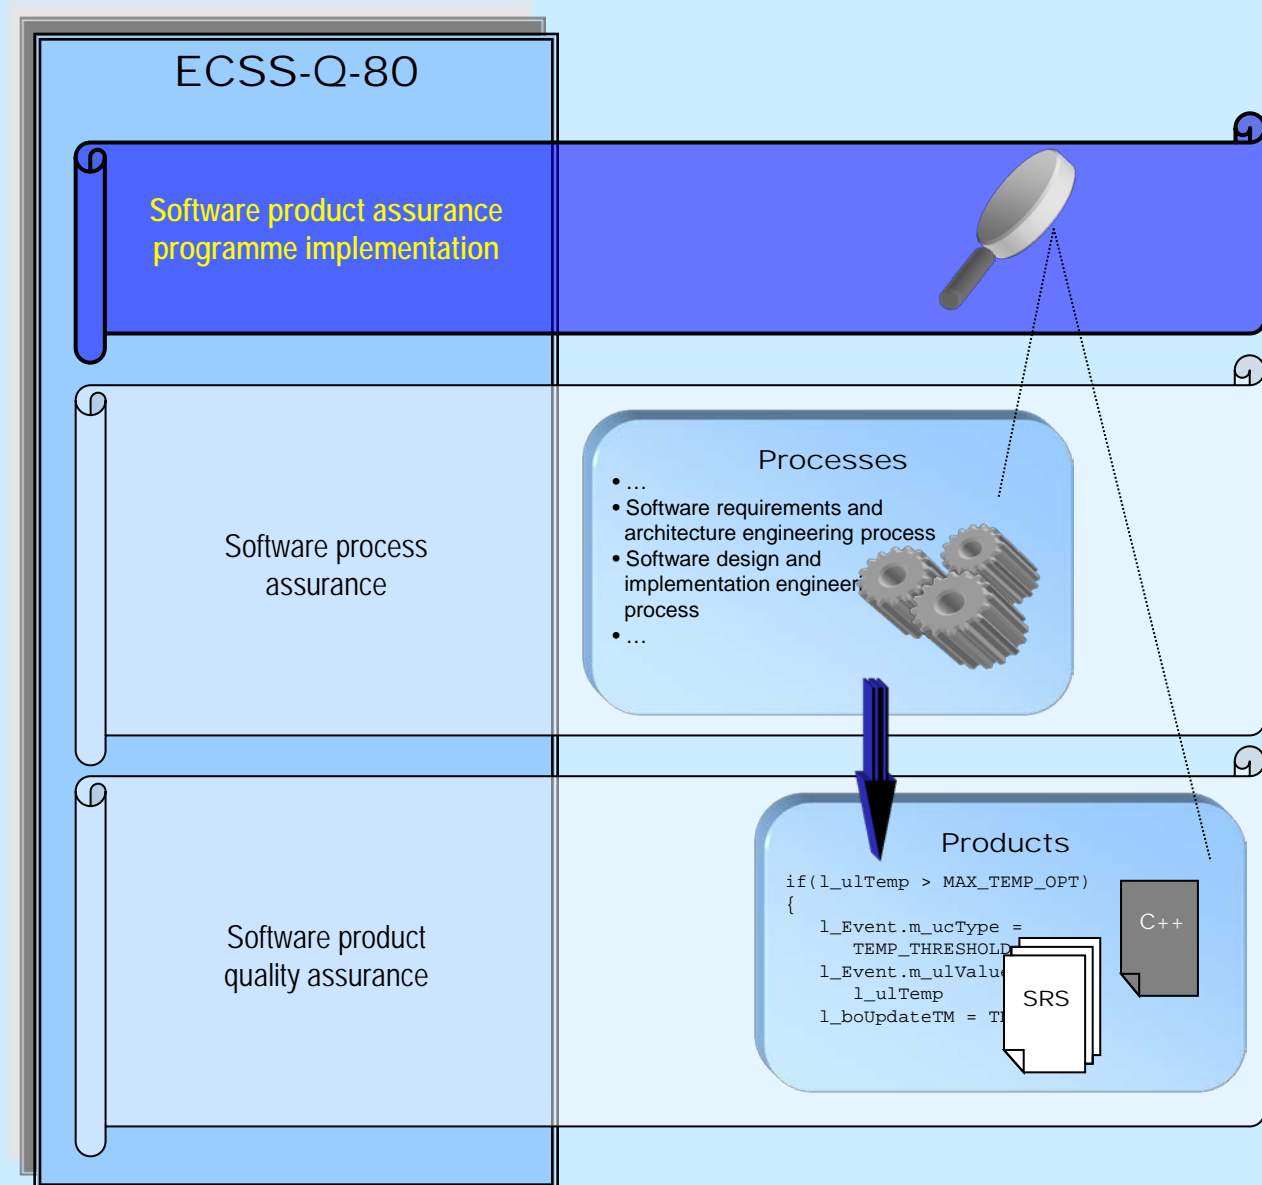 ECSS-Q-80
Software product assurance
programme implementation
Software process
assurance
Processes
• …
• Software requirements and
architecture engineering process
• Software design and
implementation engineer
process
• …
Software product
quality assurance
Products
if(l_ulTemp > MAX_TEMP_OPT)
{
l_Event.m_ucType =
TEMP_THRESHOLD
l_Event.m_ulValue
l_ulTemp
l_boUpdateTM =
SRS
C++